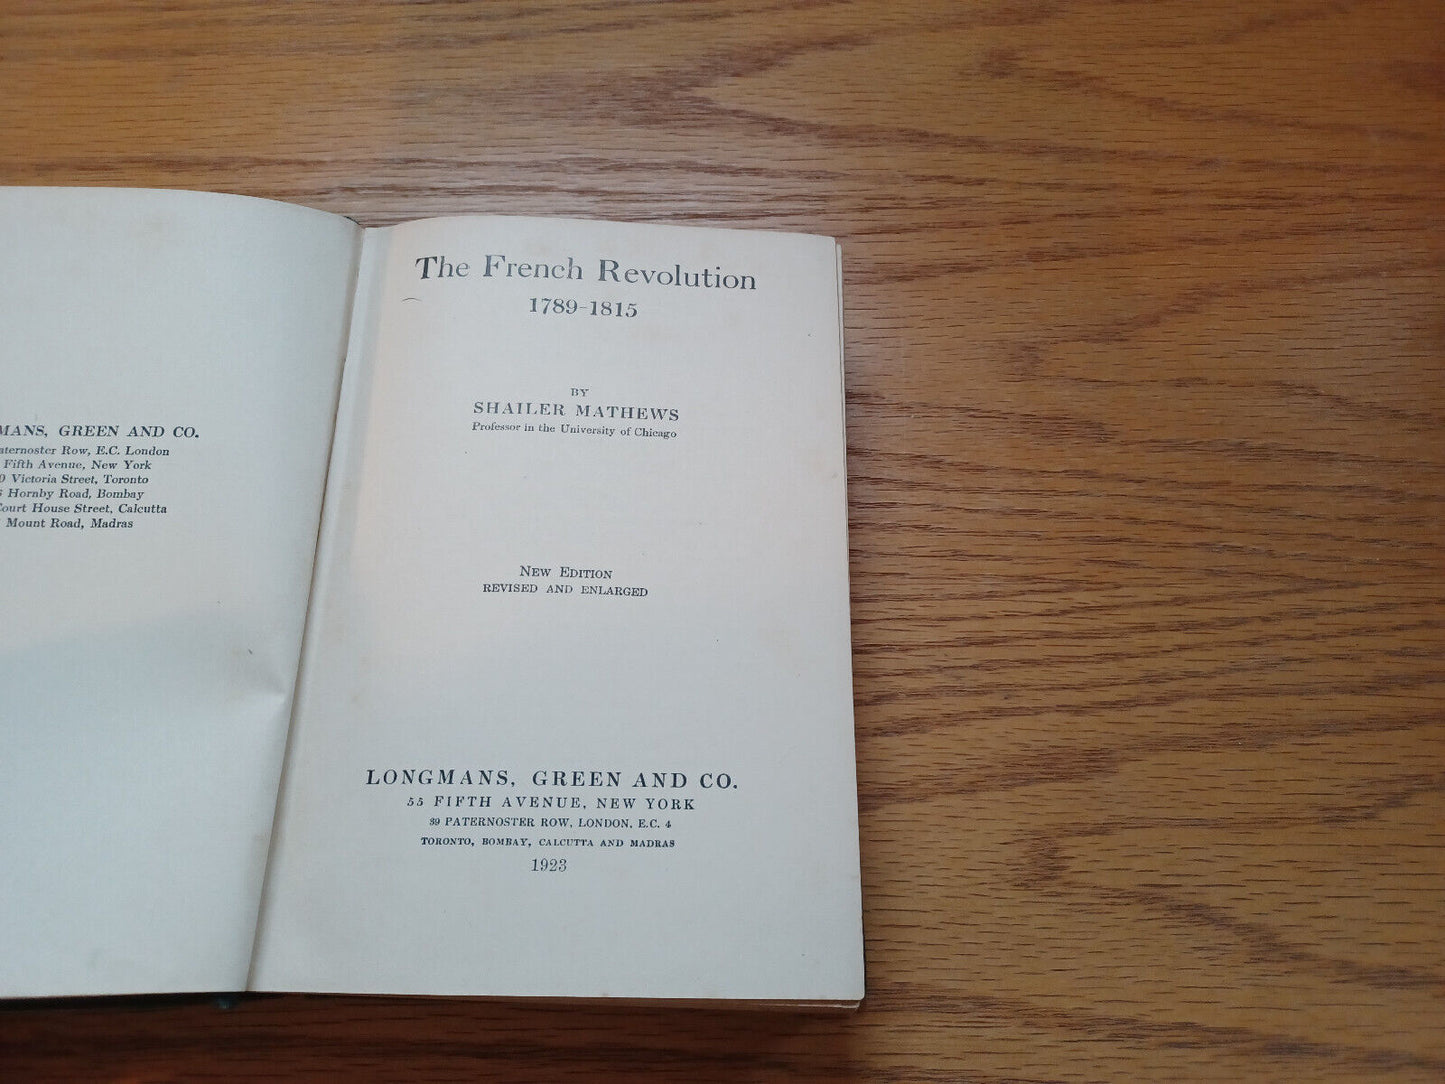 MANS, GREEN AND CO.
aternoster Row, E.C. London
Fifth Avenue, New York
Victoria Street, Toronto
Hornby Road, Bombay
Court House Street, Calcutta
Mount Road, Madras
The French Revolution
1789-1815
BY
SHAILER MATHEWS
Professor in the University of Chicago
NEW EDITION
REVISED AND ENLARGED
LONGMANS, GREEN AND CO.
55 FIFTH AVENUE, NEW YORK
39 PATERNOSTER ROW, LONDON, E.C. 4
TORONTO, BOMBAY, CALCUTTA AND MADRAS
1923